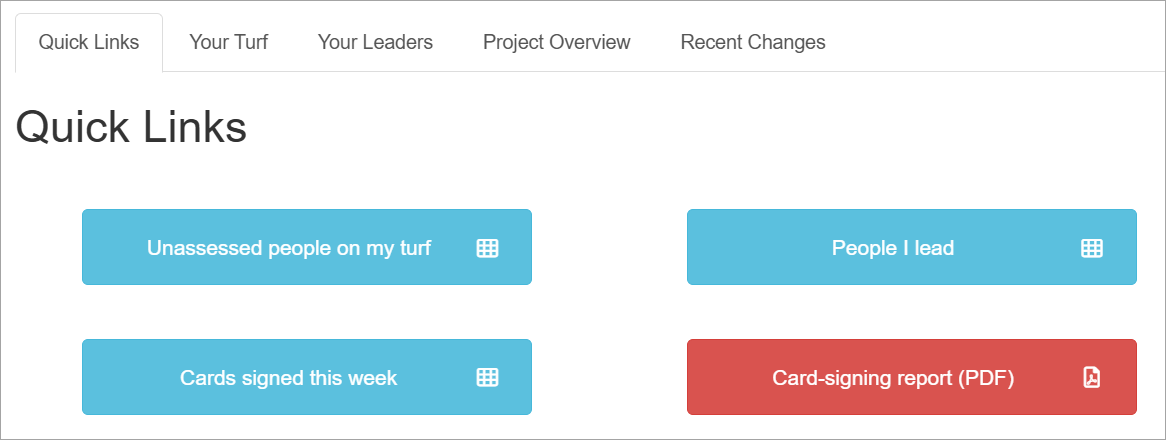 Quick Links Your Turf Your Leaders Project Overview Recent Changes
Quick Links
Unassessed people on my turf
People I lead
Cards signed this week
Card-signing report (PDF)